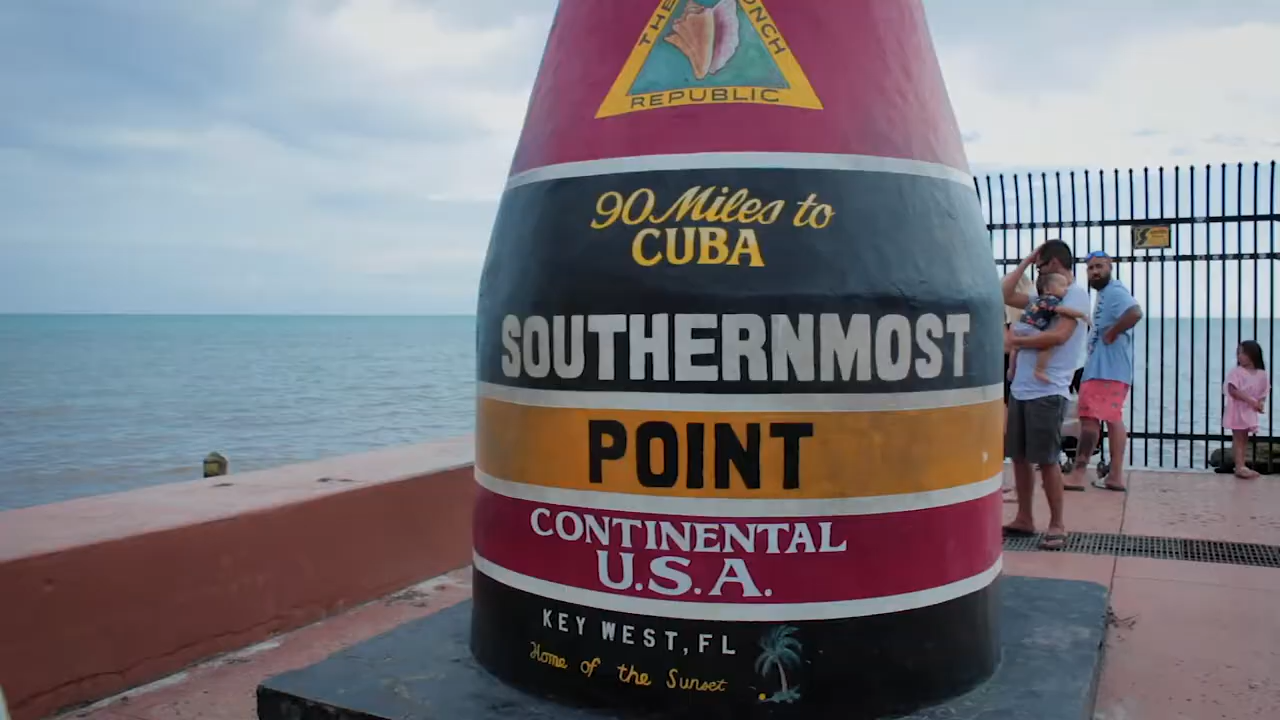 THE CONCH
REPUBLIC
90 Miles to
CUBA
SOUTHERNMOST
POINT
CONTINENTAL
U.S.A.
KEY WEST, FL
Home of the Sunset